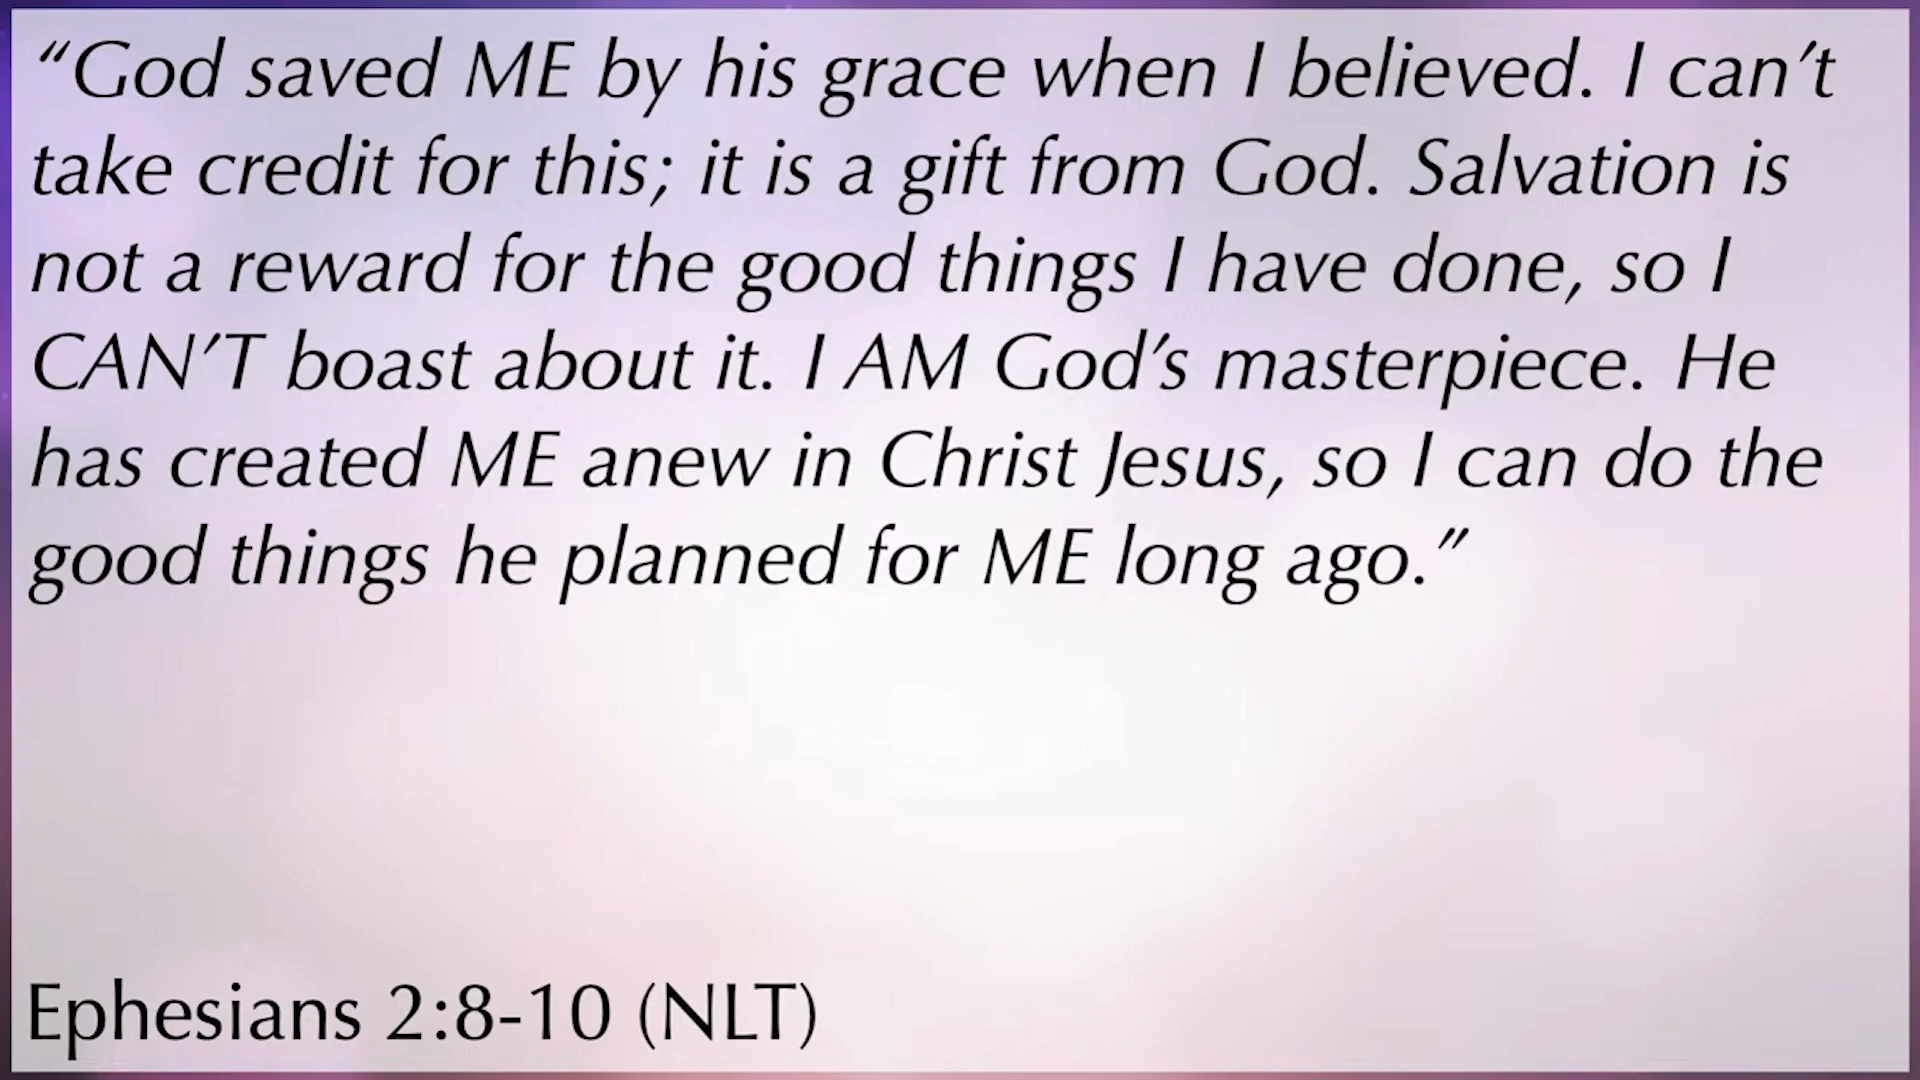 “God saved ME by his grace when I believed. I can’t
take credit for this; it is a gift from God. Salvation is
not a reward for the good things I have done, so I
CAN’T boast about it. I AM God’s masterpiece. He
has created ME anew in Christ Jesus, so I can do the
good things he planned for ME long ago.”
Ephesians 2:8-10 (NLT)